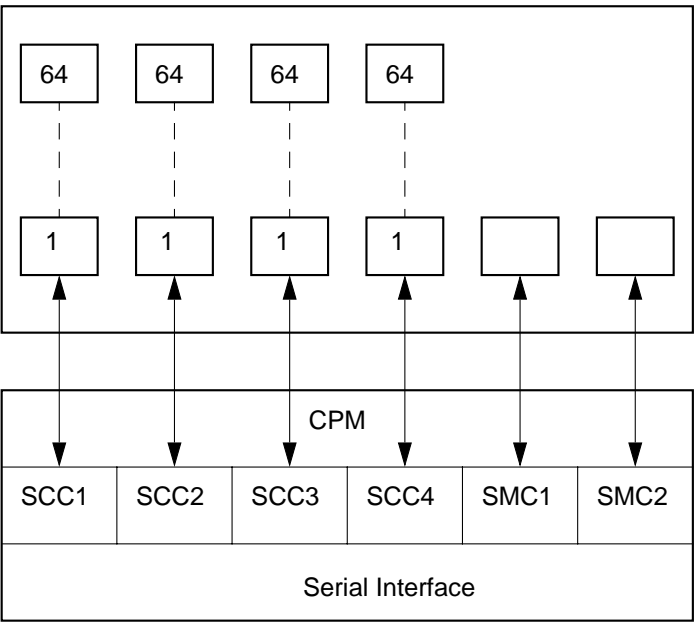 64 64 64 64
1 1 1 1
CPM
SCC1 SCC2 SCC3 SCC4 SMC1 SMC2
Serial Interface